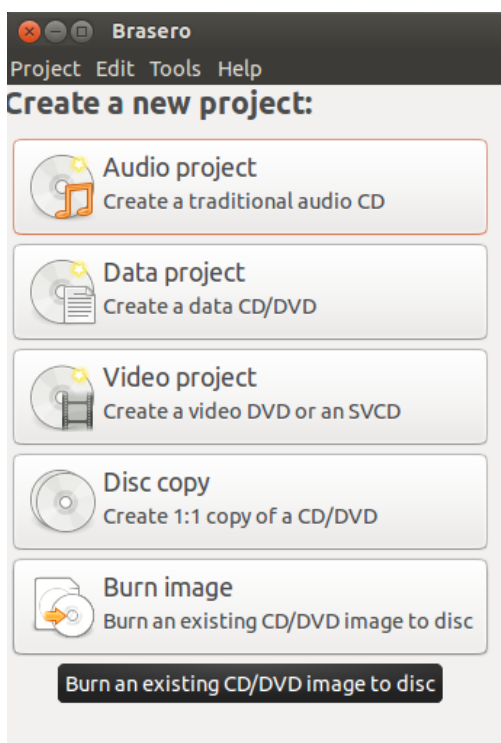 Brasero
Project Edit Tools Help
Create a new project:
Audio project
Create a traditional audio CD
Data project
Create a data CD/DVD
Video project
Create a video DVD or an SVCD
Disc copy
Create 1:1 copy of a CD/DVD
Burn image
Burn an existing CD/DVD image to disc
Burn an existing CD/DVD image to disc